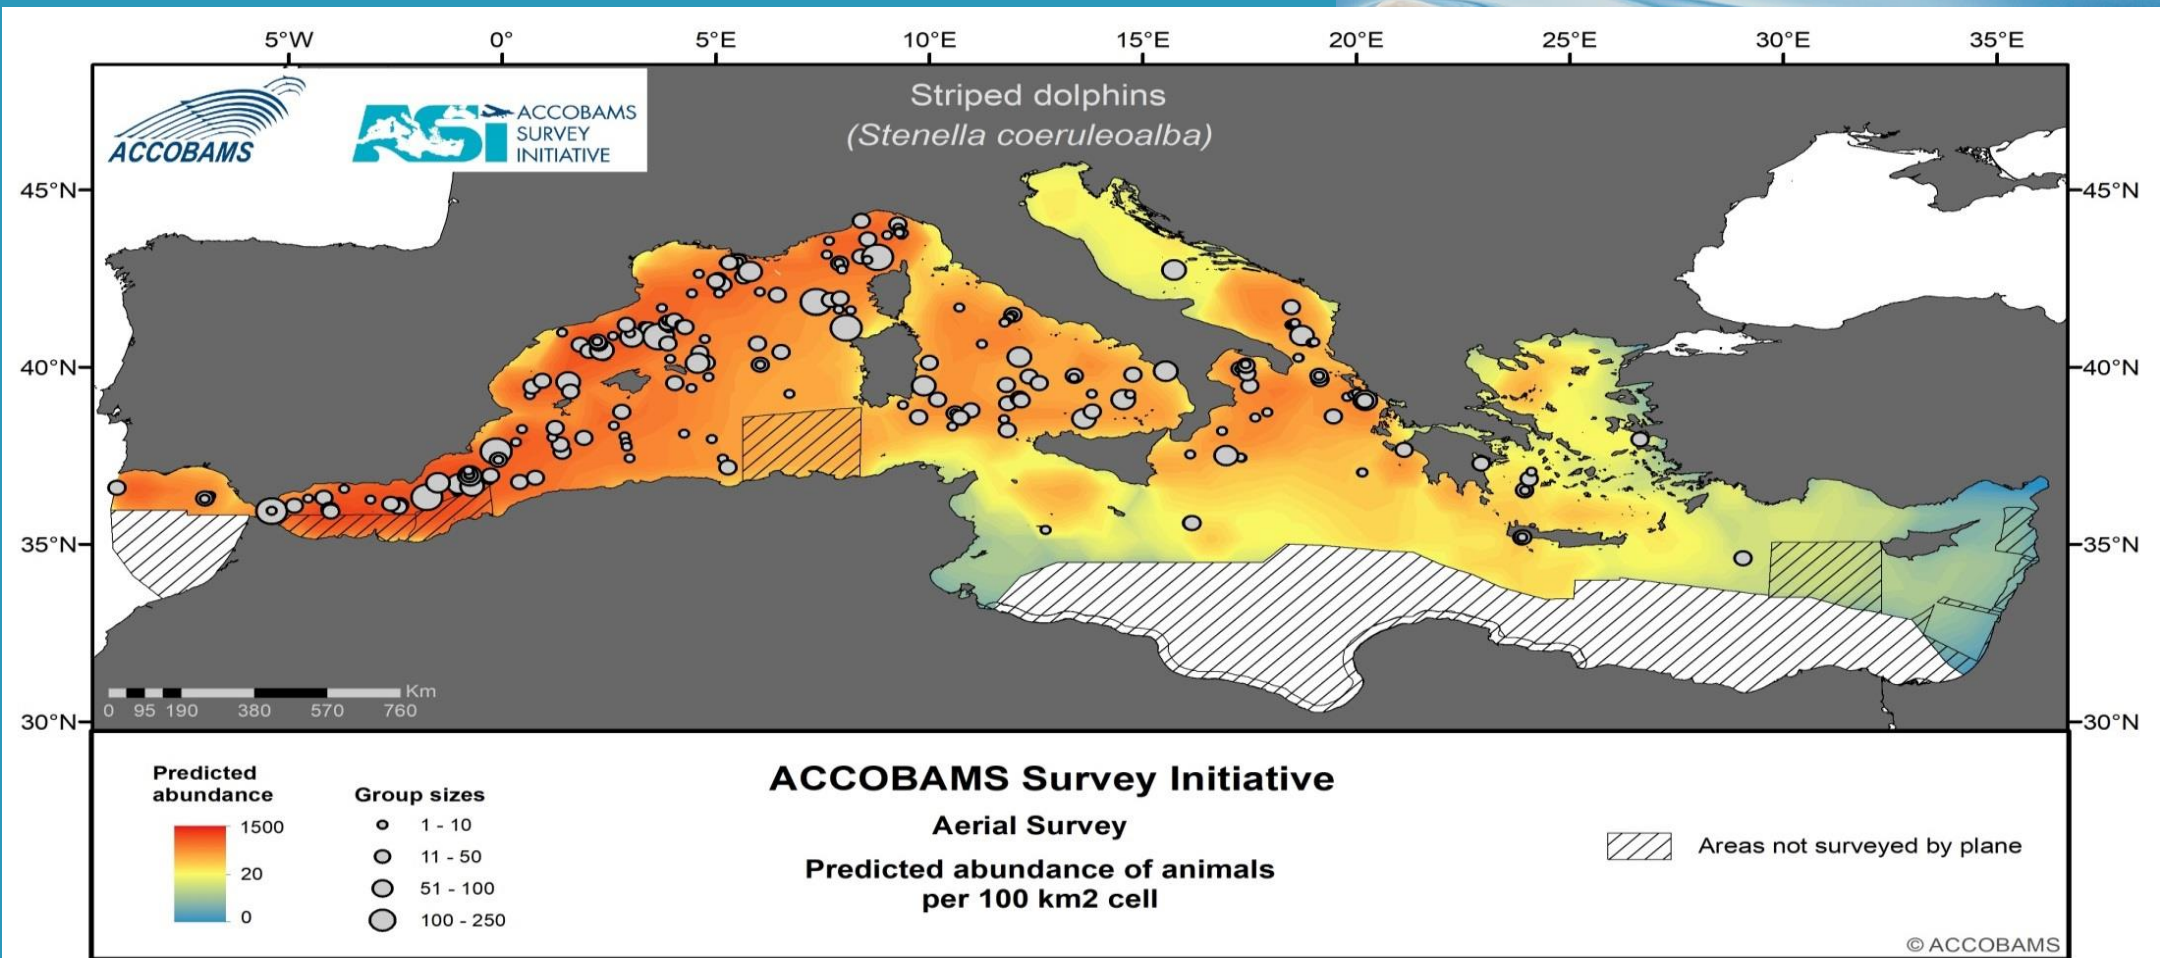 5°W 0° 5°E 10°E 15°E 20°E 25°E 30°E 35°E
ACCOBAMS
ASI
ACCOBAMS
SURVEY
INITIATIVE
Striped dolphins
(Stenella coeruleoalba)
45°N 45°N
40°N 40°N
35°N 35°N
30°N 30°N
Km
0 95 190 380 570 760
Predicted
abundance
1500
20
0
Group sizes
1 - 10
11 - 50
51 - 100
100 - 250
ACCOBAMS Survey Initiative
Aerial Survey
Predicted abundance of animals
per 100 km2 cell
Areas not surveyed by plane
© ACCOBAMS